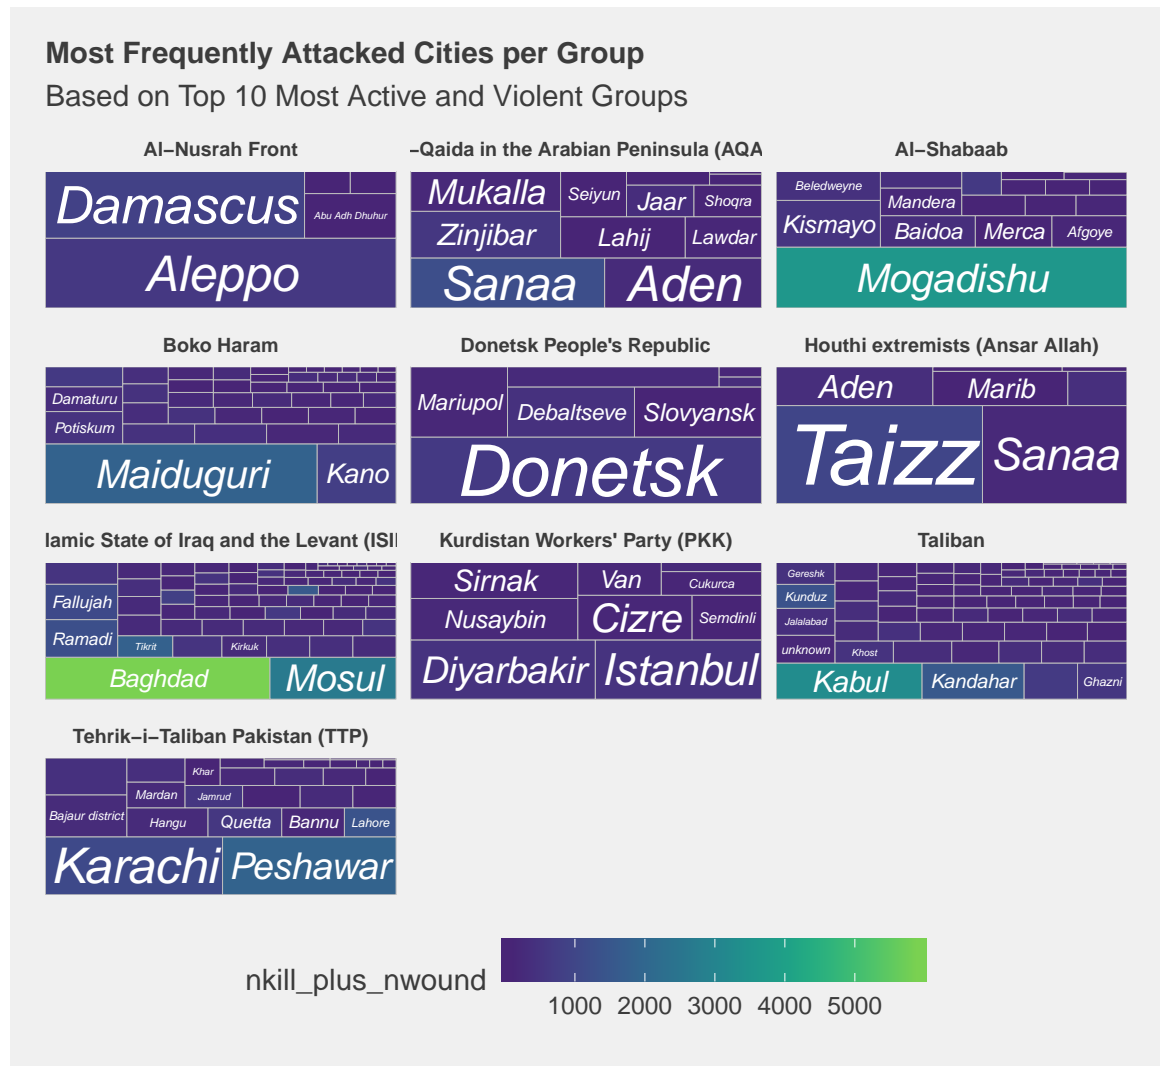 Most Frequently Attacked Cities per Group
Based on Top 10 Most Active and Violent Groups
Al−Nusrah Front
Damascus
Abu Adh Dhuhur
Aleppo
−Qaida in the Arabian Peninsula (AQA
Mukalla
Seiyun
Jaar
Shoqra
Zinjibar
Lahij
Lawdar
Sanaa
Aden
Al−Shabaab
Beledweyne
Mandera
Kismayo
Baidoa
Merca
Afgoye
Mogadishu
Boko Haram
Damaturu
Potiskum
Maiduguri
Kano
Donetsk People's Republic
Mariupol
Debaltseve
Slovyansk
Donetsk
Houthi extremists (Ansar Allah)
Aden
Marib
Taizz
Sanaa
lamic State of Iraq and the Levant (ISI
Fallujah
Ramadi
Tikrit
Kirkuk
Baghdad
Mosul
Kurdistan Workers' Party (PKK)
Sirnak
Van
Cukurca
Nusaybin
Cizre
Semdinli
Diyarbakir
Istanbul
Taliban
Gereshk
Kunduz
Jalalabad
unknown
Khost
Kabul
Kandahar
Ghazni
Tehrik−i−Taliban Pakistan (TTP)
Khar
Mardan
Jamrud
Bajaur district
Hangu
Quetta
Bannu
Lahore
Karachi
Peshawar
nkill_plus_nwound
1000 2000 3000 4000 5000